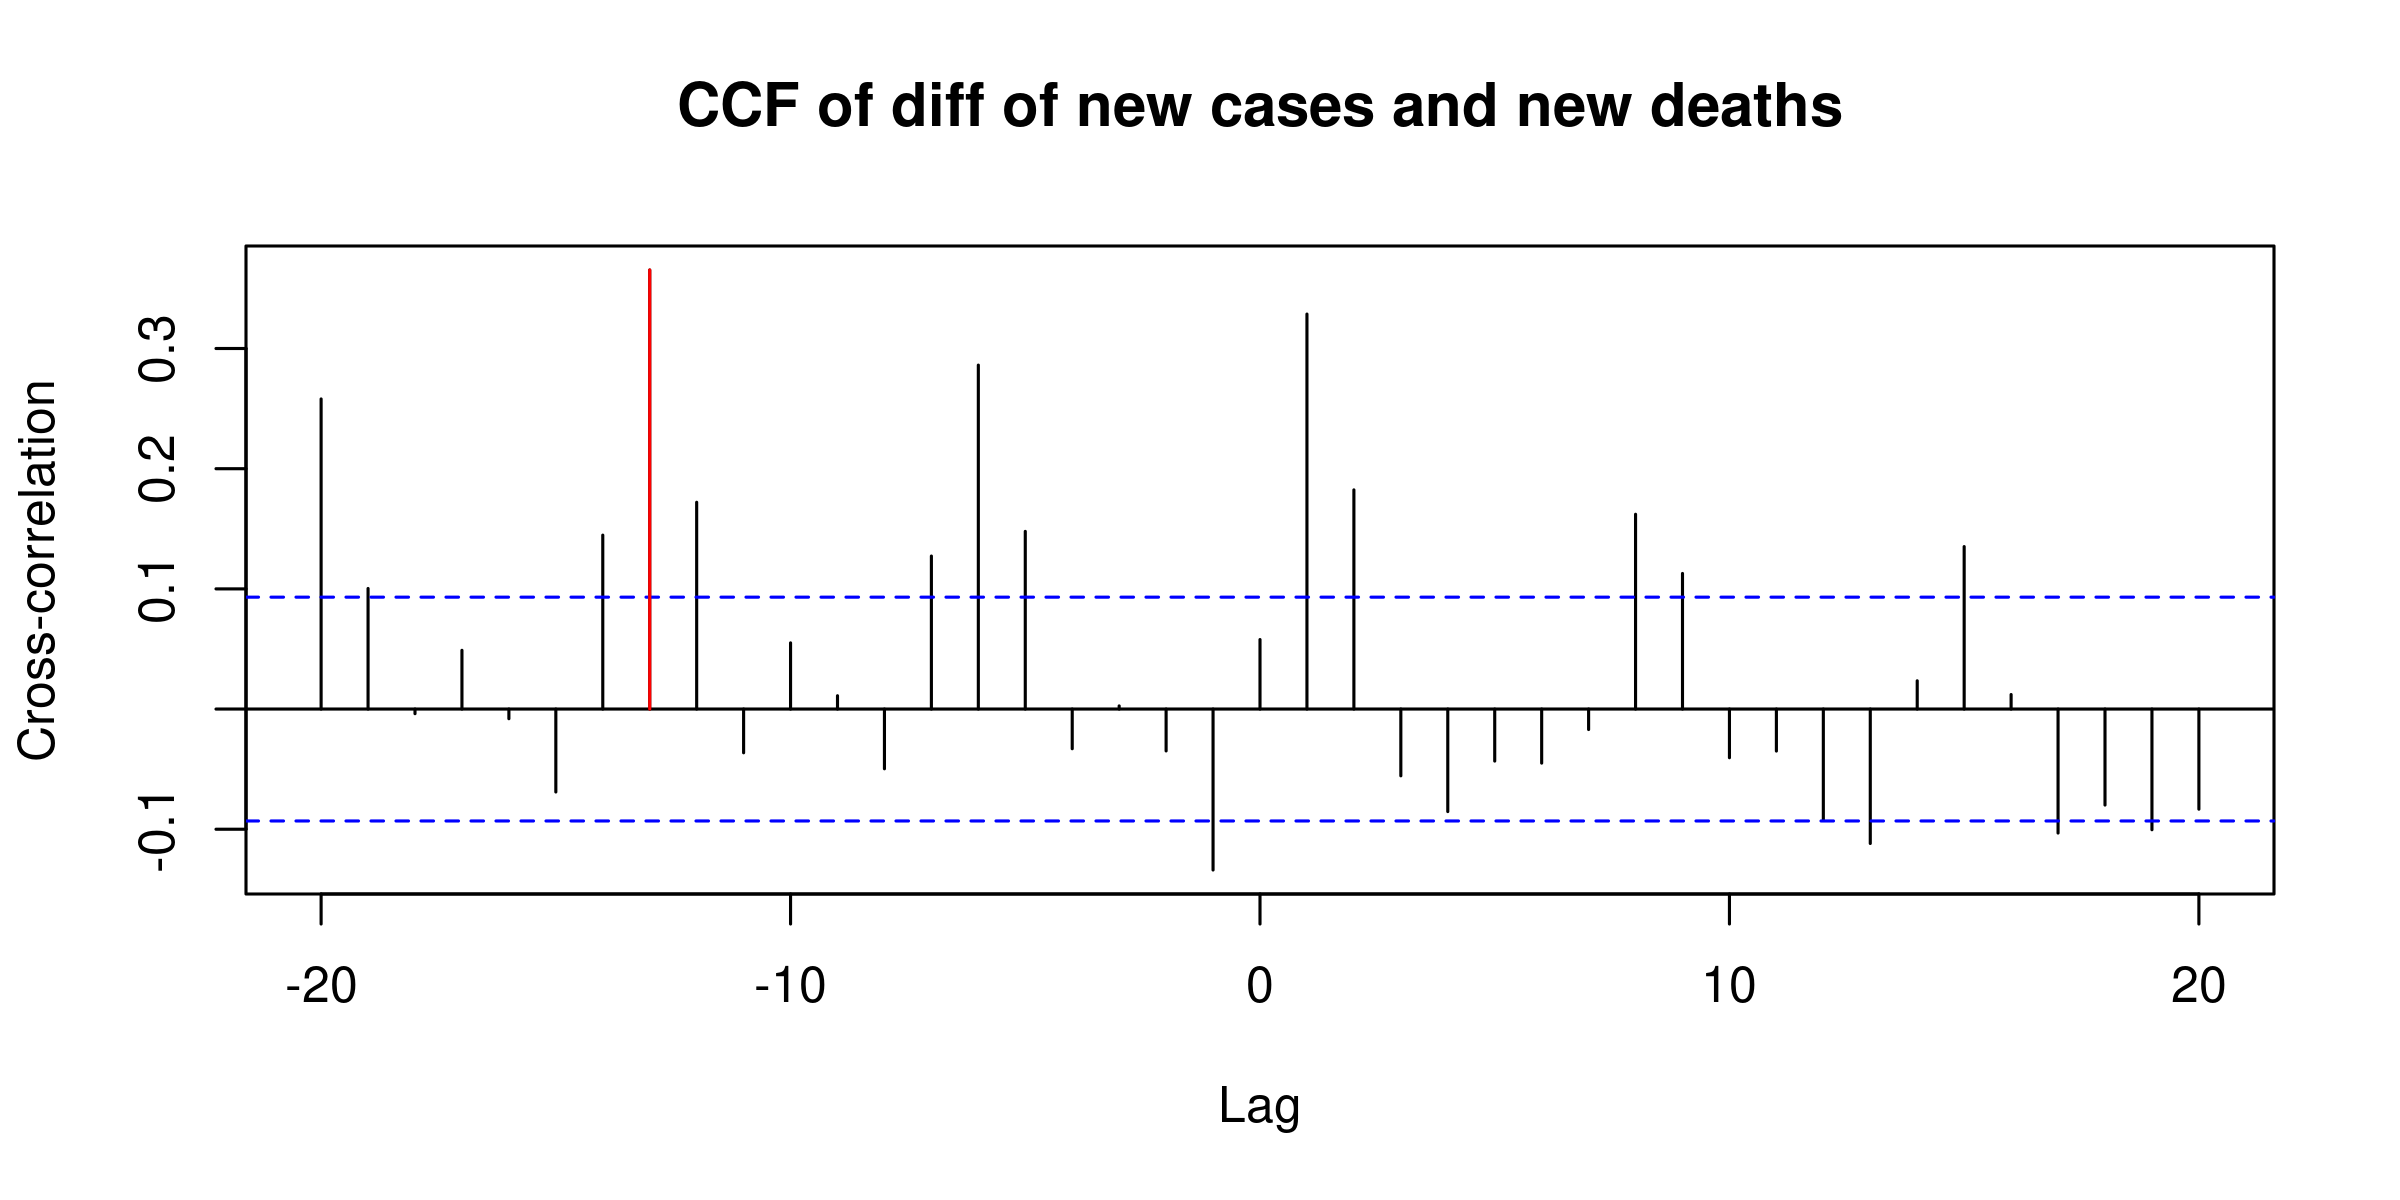 CCF of diff of new cases and new deaths
Cross-correlation
0.3
0.2
0.1
-0.1
-20 -10 0 10 20
Lag